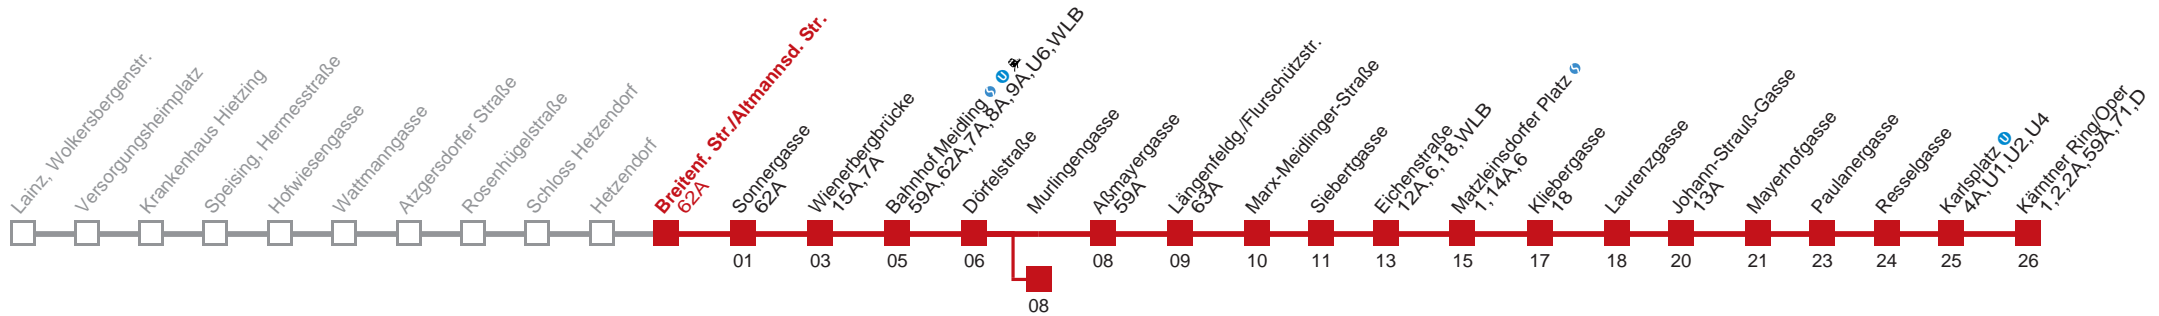 Lainz, Wolkersbergenstr.
Versorgungsheimplatz
Krankenhaus Hietzing
Speising, Hermesstraße
Hofwiesengasse
Wattmanngasse
Atzgersdorfer Straße
Rosenhügelstraße
Schloss Hetzendorf
Hetzendorf
Breitenf. Str./Altmannsd. Str.
62A
Sonnergasse
62A
Wienerbergbrücke
15A,7A
Bahnhof Meidling
59A,62A,7A,8A,9A,U6,WLB
Dörfelstraße
Murlingengasse
Aßmayergasse
59A
Längenfeldg./Flurschützstr.
63A
Marx-Meidlinger-Straße
Siebertgasse
Eichenstraße
12A,6,18,WLB
Matzleinsdorfer Platz
1,14A,6
Kliebergasse
18
Laurenzgasse
Johann-Strauß-Gasse
13A
Mayerhofgasse
Paulanergasse
Resselgasse
Karlsplatz U
4A,U1,U2,U4
Kärntner Ring/Oper
1,2,2A,59A,71,D
01 03 05 06 08 09 10 11 13 15 17 18 20 21 23 24 25 26
08